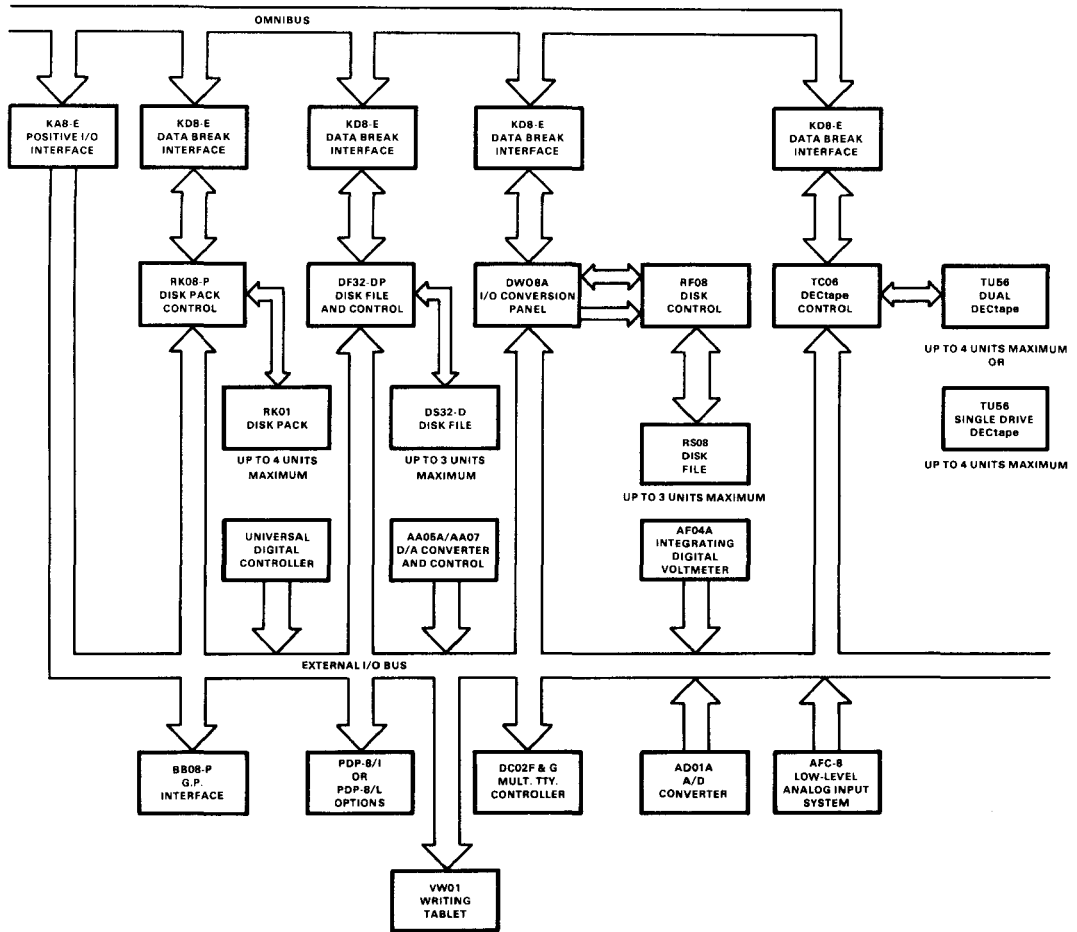 OMNIBUS
KA8-E
POSITIVE I/O
INTERFACE
KD8-E
DATA BREAK
INTERFACE
KD8-E
DATA BREAK
INTERFACE
KD8-E
DATA BREAK
INTERFACE
KD8-E
DATA BREAK
INTERFACE
RK08-P
DISK PACK
CONTROL
DF32-DP
DISK FILE
AND CONTROL
DW08A
I/O CONVERSION
PANEL
RF08
DISK
CONTROL
TC06
DECtape
CONTROL
TU56
DUAL
DECtape
UP TO 4 UNITS MAXIMUM
OR
RK01
DISK PACK
UP TO 4 UNITS
MAXIMUM
DS32-D
DISK FILE
UP TO 3 UNITS
MAXIMUM
RS08
DISK
FILE
UP TO 3 UNITS MAXIMUM
TU56
SINGLE DRIVE
DECtape
UP TO 4 UNITS MAXIMUM
UNIVERSAL
DIGITAL
CONTROLLER
AA05A/AA07
D/A CONVERTER
AND CONTROL
AF04A
INTEGRATING
DIGITAL
VOLTMETER
EXTERNAL I/O BUS
BB08-P
G.P.
INTERFACE
PDP-8/I
OR
PDP-8/L
OPTIONS
DC02F & G
MULT. TTY.
CONTROLLER
AD01A
A/D
CONVERTER
AFC-8
LOW-LEVEL
ANALOG INPUT
SYSTEM
VW01
WRITING
TABLET